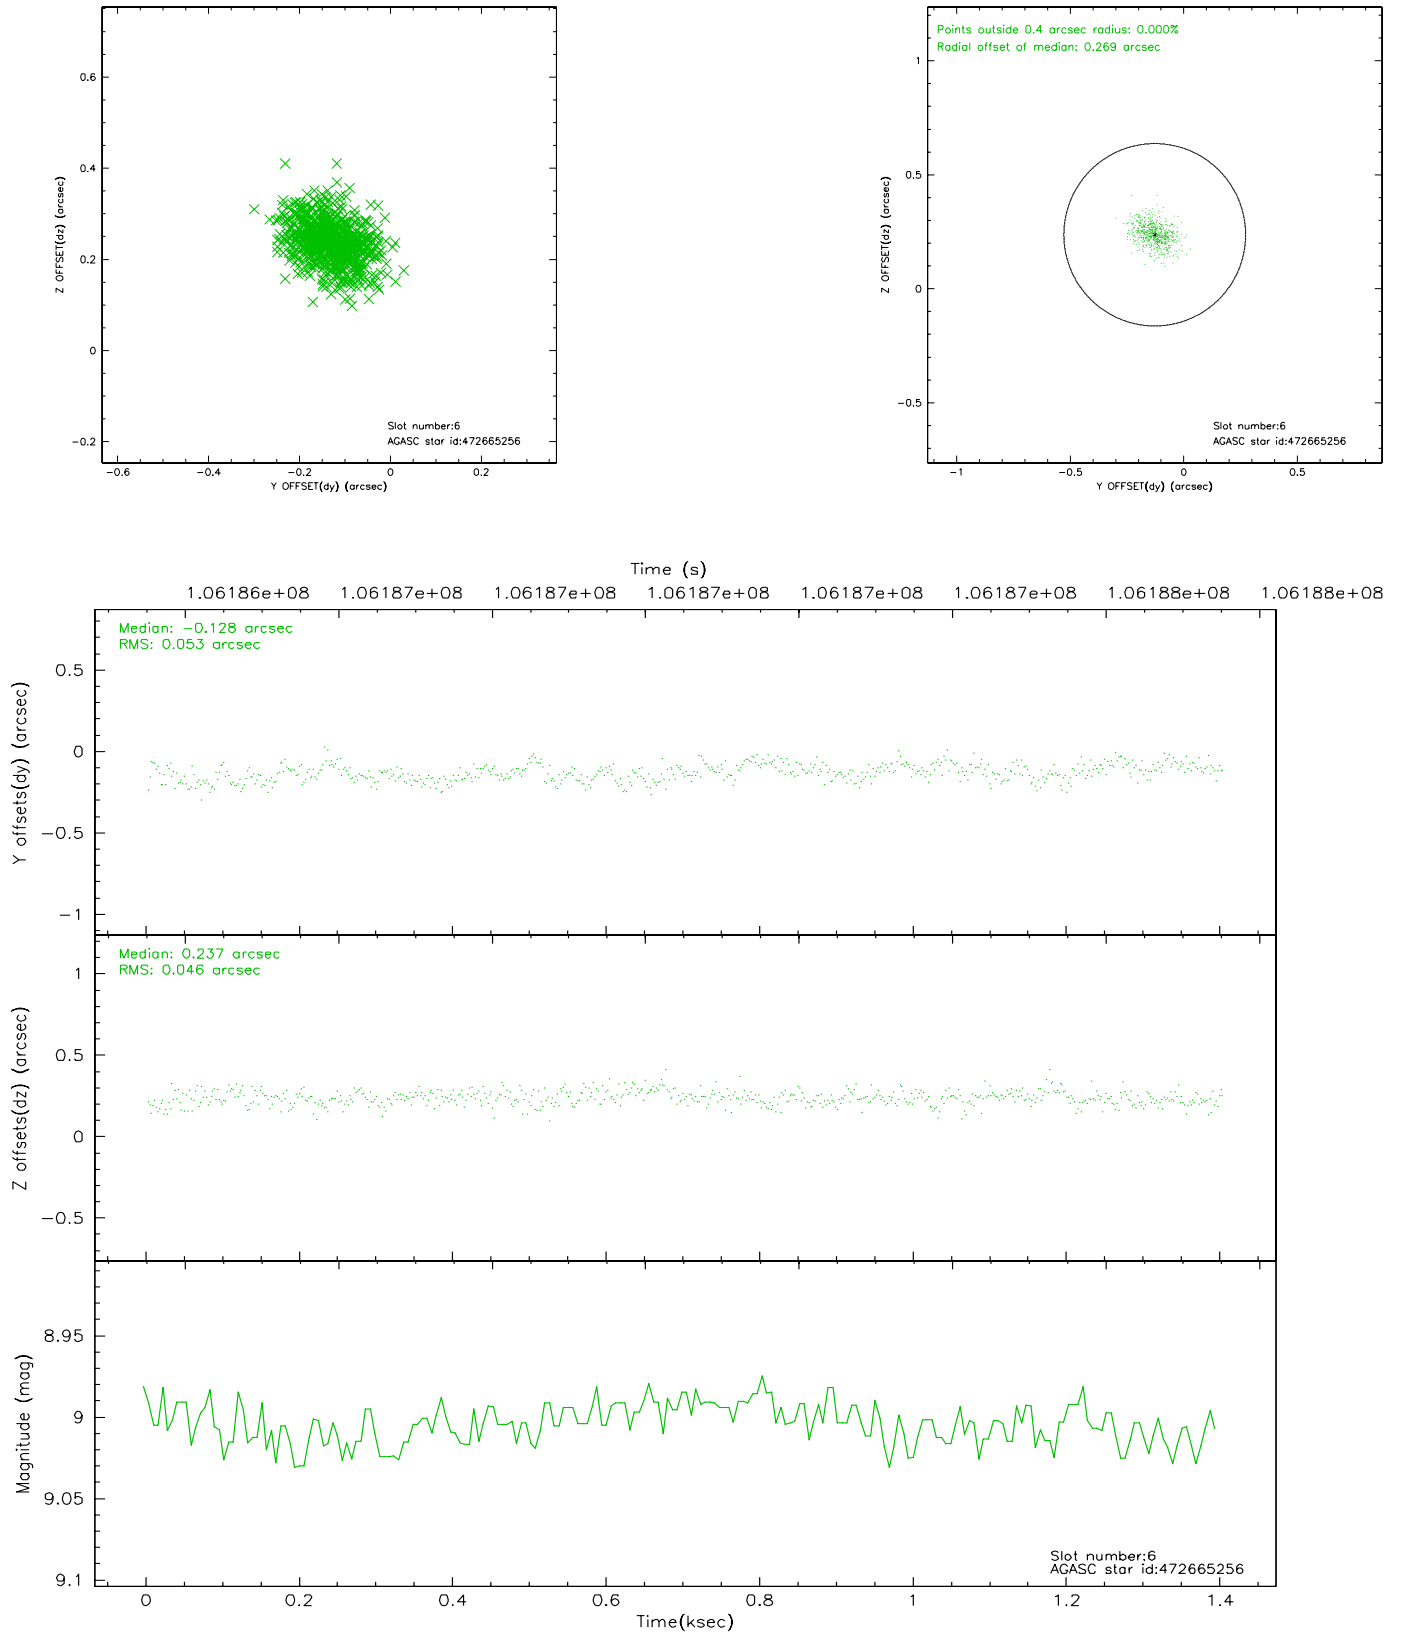 0.6
0.4
0.2
0
−0.2
Z OFFSET(dz) (arcsec)
Slot number:6
AGASC star id:472665256
−0.6 −0.4 −0.2 0 0.2
Y OFFSET(dy) (arcsec)
Points outside 0.4 arcsec radius: 0.000%
Radial offset of median: 0.269 arcsec
1
0.5
0
−0.5
Z OFFSET(dz) (arcsec)
Slot number:6
AGASC star id:472665256
−1 −0.5 0 0.5
Y OFFSET(dy) (arcsec)
Time (s)
1.06186e+08 1.06187e+08 1.06187e+08 1.06187e+08 1.06187e+08 1.06187e+08 1.06188e+08 1.06188e+08
Median: −0.128 arcsec
RMS: 0.053 arcsec
0.5
0
−0.5
−1
Y offsets(dy) (arcsec)
Median: 0.237 arcsec
RMS: 0.046 arcsec
1
0.5
0
−0.5
Z offsets(dz) (arcsec)
8.95
9
9.05
9.1
Magnitude (mag)
Slot number:6
AGASC star id:472665256
0 0.2 0.4 0.6 0.8 1 1.2 1.4
Time(ksec)